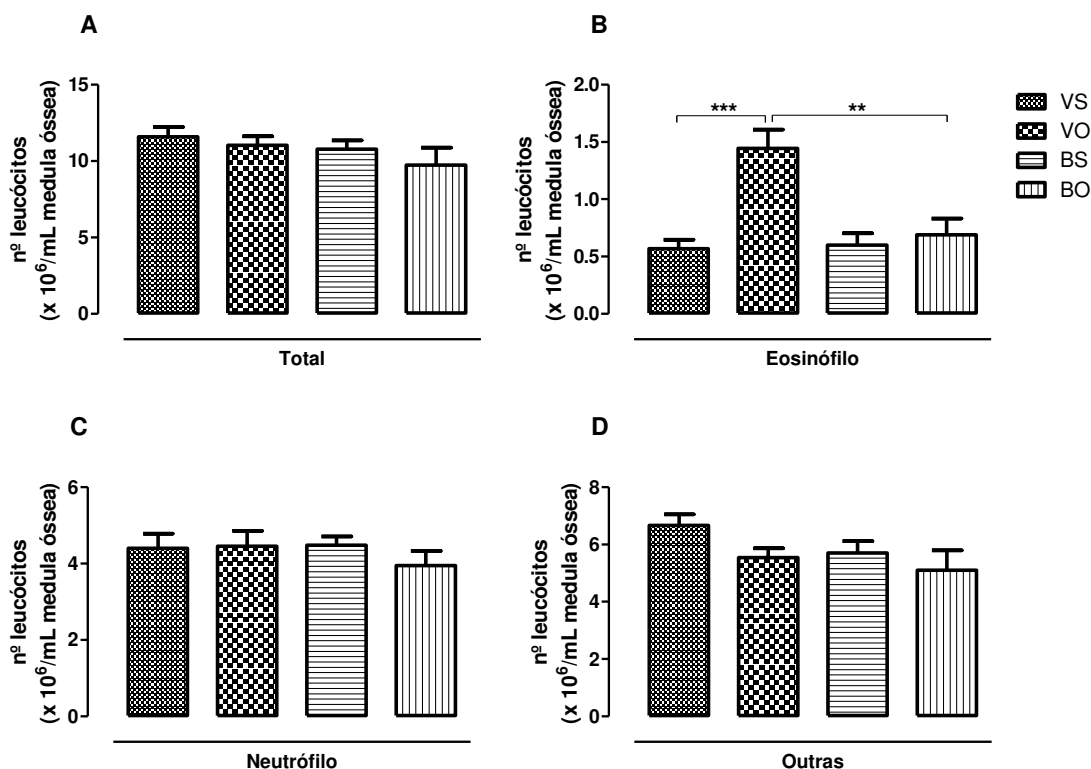 A
nº leucócitos
(x 10⁶/mL medula óssea)
15
10
5
0
Total
B
nº leucócitos
(x 10⁶/mL medula óssea)
2.0
1.5
1.0
0.5
0.0
***
**
Eosinófilo
VS
VO
BS
BO
C
nº leucócitos
(x 10⁶/mL medula óssea)
6
4
2
0
Neutrófilo
D
nº leucócitos
(x 10⁶/mL medula óssea)
8
6
4
2
0
Outras